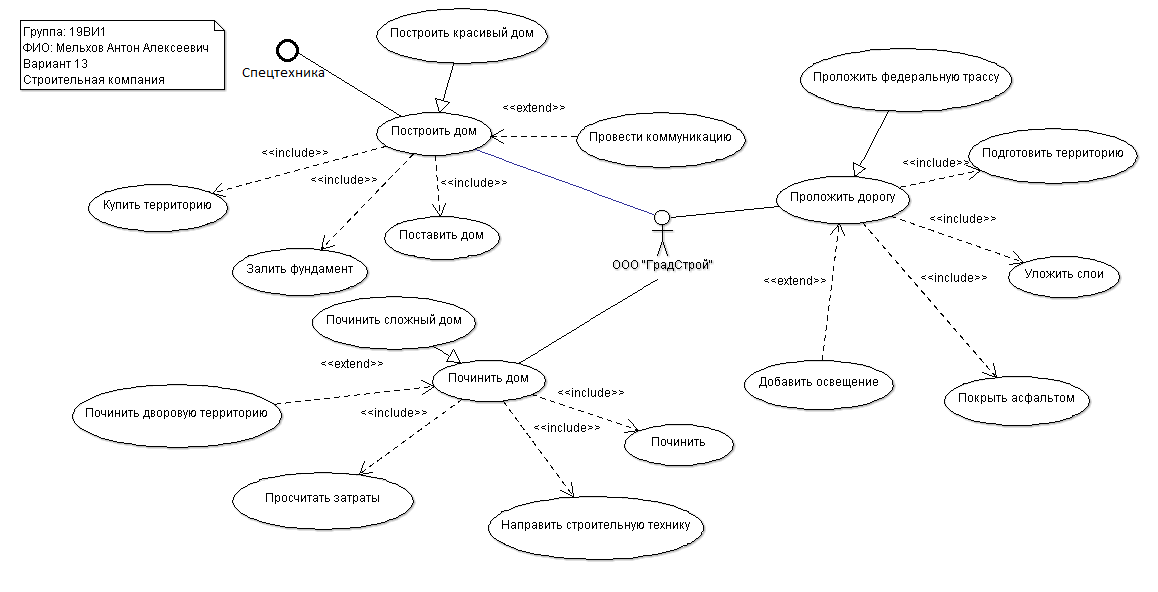 Группа: 19ВИ1
ФИО: Мельхов Антон Алексеевич
Вариант 13
Строительная компания
Спецтехника
Построить красивый дом
<<extend>>
Построить дом
Провести коммуникацию
<<include>>
<<include>>
<<include>>
Купить территорию
Залить фундамент
Поставить дом
ООО "ГрадСтрой"
Проложить федеральную трассу
<<include>>
Подготовить территорию
Проложить дорогу
<<include>>
Уложить слои
<<extend>>
<<include>>
Добавить освещение
Покрыть асфальтом
Починить сложный дом
<<extend>>
Починить дом
Починить дворовую территорию
<<include>>
<<include>>
<<include>>
Починить
Просчитать затраты
Направить строительную технику